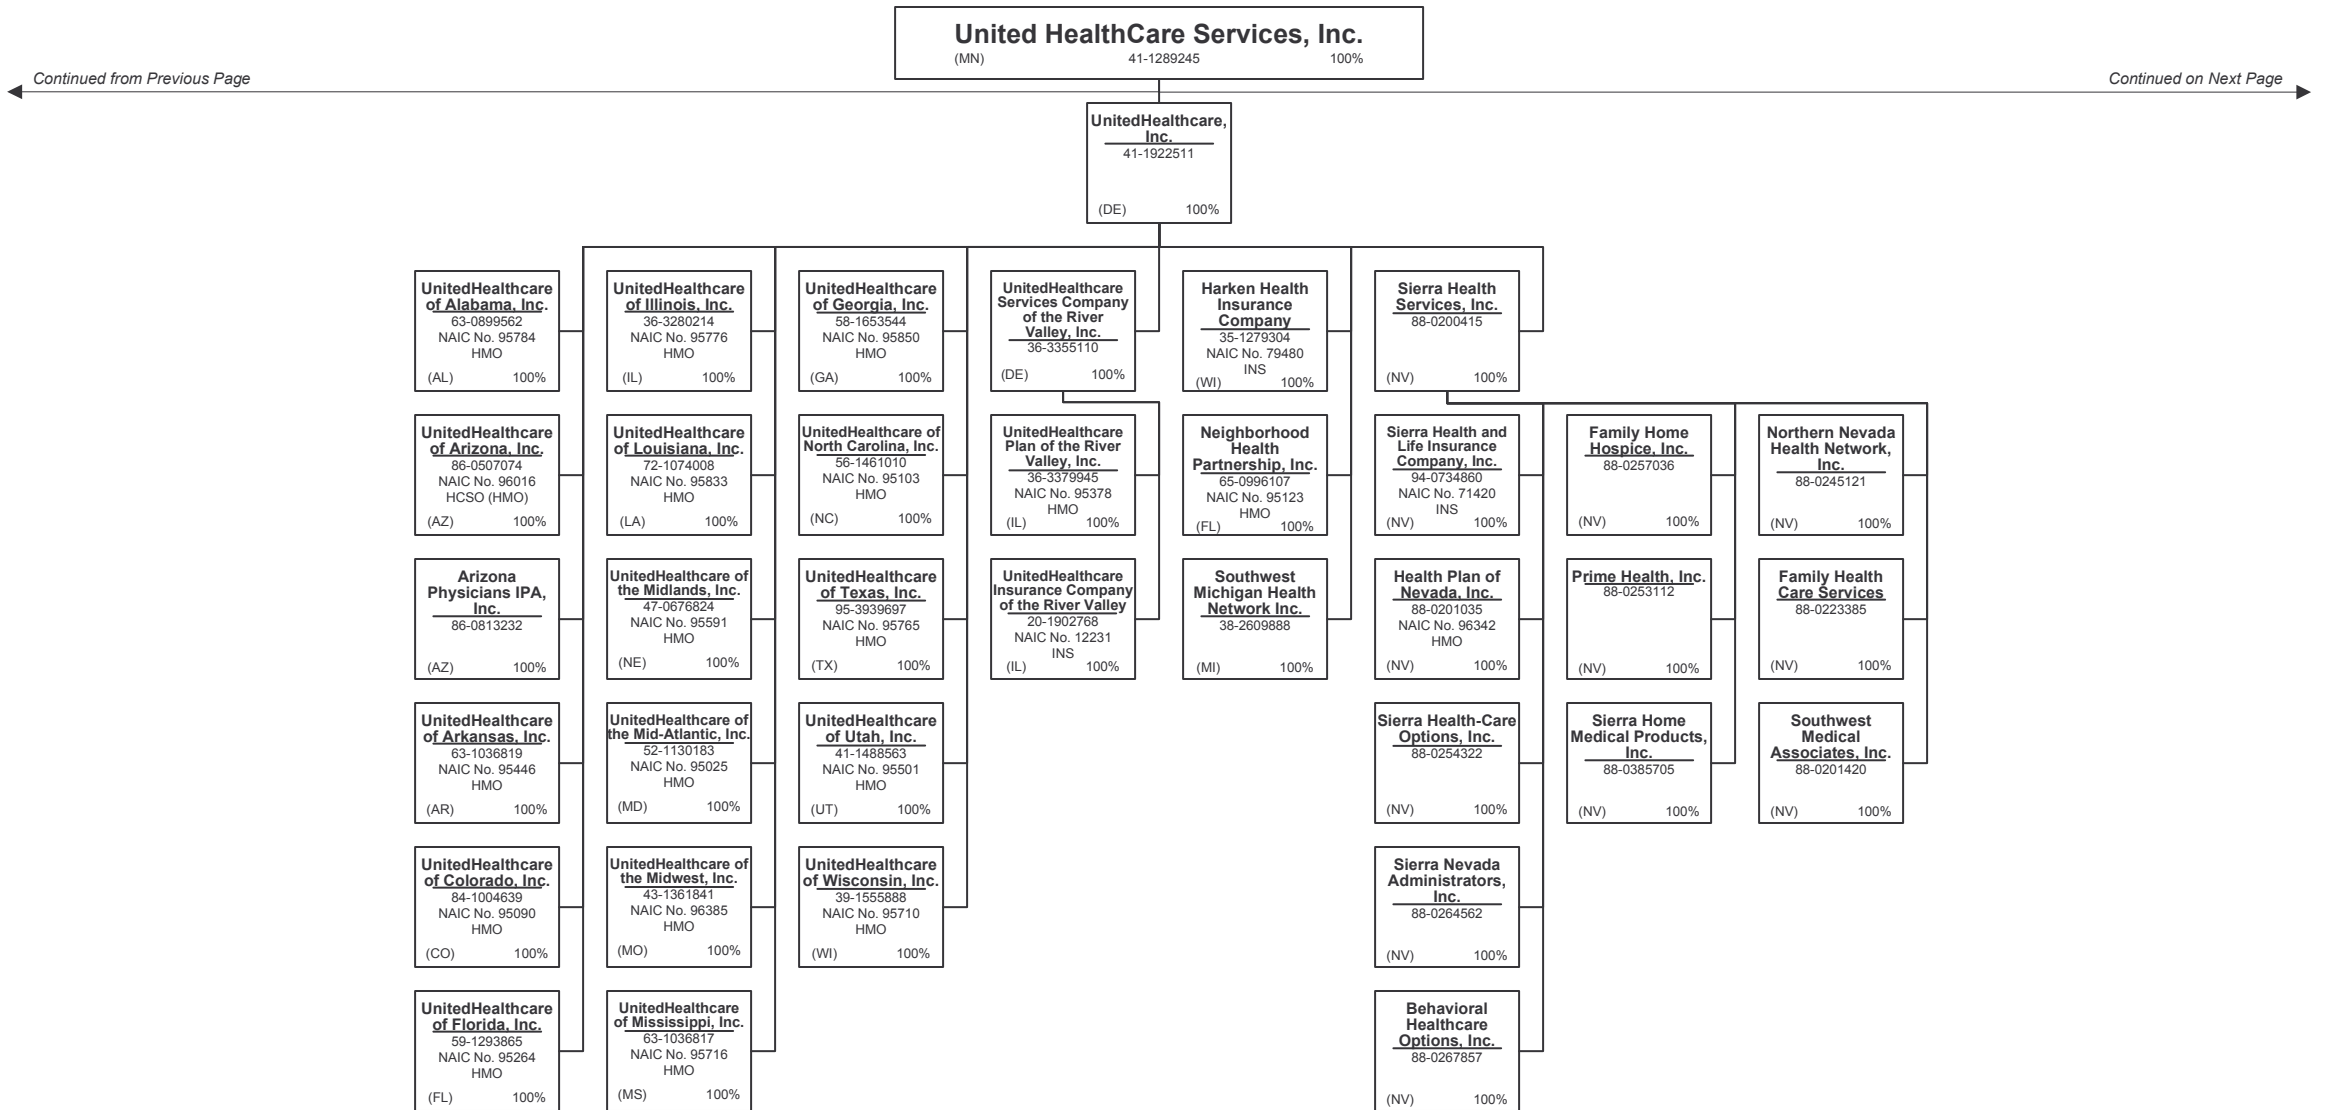 United HealthCare Services, Inc.
(MN) 41-1289245 100%
Continued from Previous Page
Continued on Next Page
UnitedHealthcare,
Inc.
41-1922511
(DE) 100%
UnitedHealthcare
of Alabama, Inc.
63-0899562
NAIC No. 95784
HMO
(AL) 100%
UnitedHealthcare
of Illinois, Inc.
36-3280214
NAIC No. 95776
HMO
(IL) 100%
UnitedHealthcare
of Georgia, Inc.
58-1653544
NAIC No. 95850
HMO
(GA) 100%
UnitedHealthcare
Services Company
of the River
Valley, Inc.
36-3355110
(DE) 100%
Harken Health
Insurance
Company
35-1279304
NAIC No. 79480
INS
(WI) 100%
Sierra Health
Services, Inc.
88-0200415
(NV) 100%
UnitedHealthcare
of Arizona, Inc.
86-0507074
NAIC No. 96016
HCSO (HMO)
(AZ) 100%
UnitedHealthcare
of Louisiana, Inc.
72-1074008
NAIC No. 95833
HMO
(LA) 100%
UnitedHealthcare of
North Carolina, Inc.
56-1461010
NAIC No. 95103
HMO
(NC) 100%
UnitedHealthcare
Plan of the River
Valley, Inc.
36-3379945
NAIC No. 95378
HMO
(IL) 100%
Neighborhood
Health
Partnership, Inc.
65-0996107
NAIC No. 95123
HMO
(FL) 100%
Sierra Health and
Life Insurance
Company, Inc.
94-0734860
NAIC No. 71420
INS
(NV) 100%
Family Home
Hospice, Inc.
88-0257036
(NV) 100%
Northern Nevada
Health Network,
Inc.
88-0245121
(NV) 100%
Arizona
Physicians IPA,
Inc.
86-0813232
(AZ) 100%
UnitedHealthcare of
the Midlands, Inc.
47-0676824
NAIC No. 95591
HMO
(NE) 100%
UnitedHealthcare
of Texas, Inc.
95-3939697
NAIC No. 95765
HMO
(TX) 100%
UnitedHealthcare
Insurance Company
of the River Valley
20-1902768
NAIC No. 12231
INS
(IL) 100%
Southwest
Michigan Health
Network Inc.
38-2609888
(MI) 100%
Health Plan of
Nevada, Inc.
88-0201035
NAIC No. 96342
HMO
(NV) 100%
Prime Health, Inc.
88-0253112
(NV) 100%
Family Health
Care Services
88-0223385
(NV) 100%
UnitedHealthcare
of Arkansas, Inc.
63-1036819
NAIC No. 95446
HMO
(AR) 100%
UnitedHealthcare of
the Mid-Atlantic, Inc.
52-1130183
NAIC No. 95025
HMO
(MD) 100%
UnitedHealthcare
of Utah, Inc.
41-1488563
NAIC No. 95501
HMO
(UT) 100%
Sierra Health-Care
Options, Inc.
88-0254322
(NV) 100%
Sierra Home
Medical Products,
Inc.
88-0385705
(NV) 100%
Southwest
Medical
Associates, Inc.
88-0201420
(NV) 100%
UnitedHealthcare
of Colorado, Inc.
84-1004639
NAIC No. 95090
HMO
(CO) 100%
UnitedHealthcare of
the Midwest, Inc.
43-1361841
NAIC No. 96385
HMO
(MO) 100%
UnitedHealthcare
of Wisconsin, Inc.
39-1555888
NAIC No. 95710
HMO
(WI) 100%
Sierra Nevada
Administrators,
Inc.
88-0264562
(NV) 100%
UnitedHealthcare
of Florida, Inc.
59-1293865
NAIC No. 95264
HMO
(FL) 100%
UnitedHealthcare
of Mississippi, Inc.
63-1036817
NAIC No. 95716
HMO
(MS) 100%
Behavioral
Healthcare
Options, Inc.
88-0267857
(NV) 100%